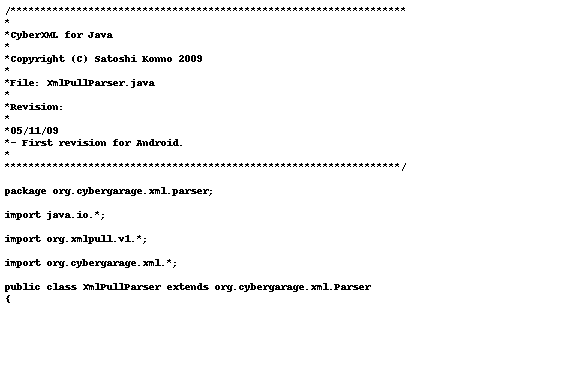 /******************************************************************
*
*CyberXML for Java
*
*Copyright (C) Satoshi Konno 2009
*
*File: XmlPullParser.java
*
*Revision:
*
*05/11/09
*- First revision for Android.
*
******************************************************************/
package org.cybergarage.xml.parser;
import java.io.*;
import org.xmlpull.v1.*;
import org.cybergarage.xml.*;
public class XmlPullParser extends org.cybergarage.xml.Parser
{